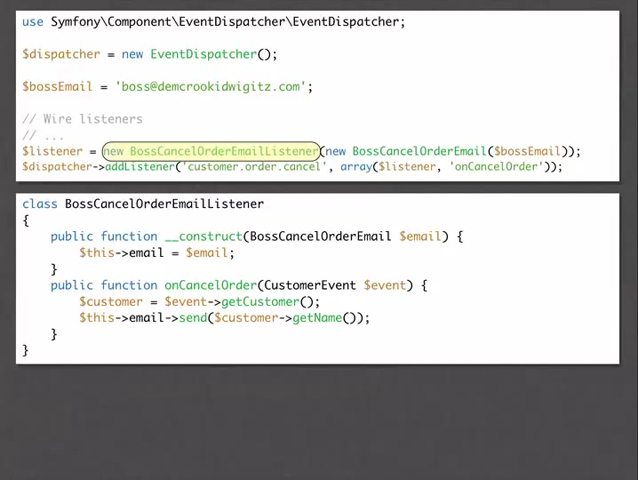 use Symfony\Component\EventDispatcher\EventDispatcher;
$dispatcher = new EventDispatcher();
$bossEmail = 'boss@demcrookidwigitz.com';
// Wire listeners
// ...
$listener = new BossCancelOrderEmailListener(new BossCancelOrderEmail($bossEmail));
$dispatcher->addListener('customer.order.cancel', array($listener, 'onCancelOrder'));
class BossCancelOrderEmailListener
{
    public function __construct(BossCancelOrderEmail $email) {
        $this->email = $email;
    }
    public function onCancelOrder(CustomerEvent $event) {
        $customer = $event->getCustomer();
        $this->email->send($customer->getName());
    }
}